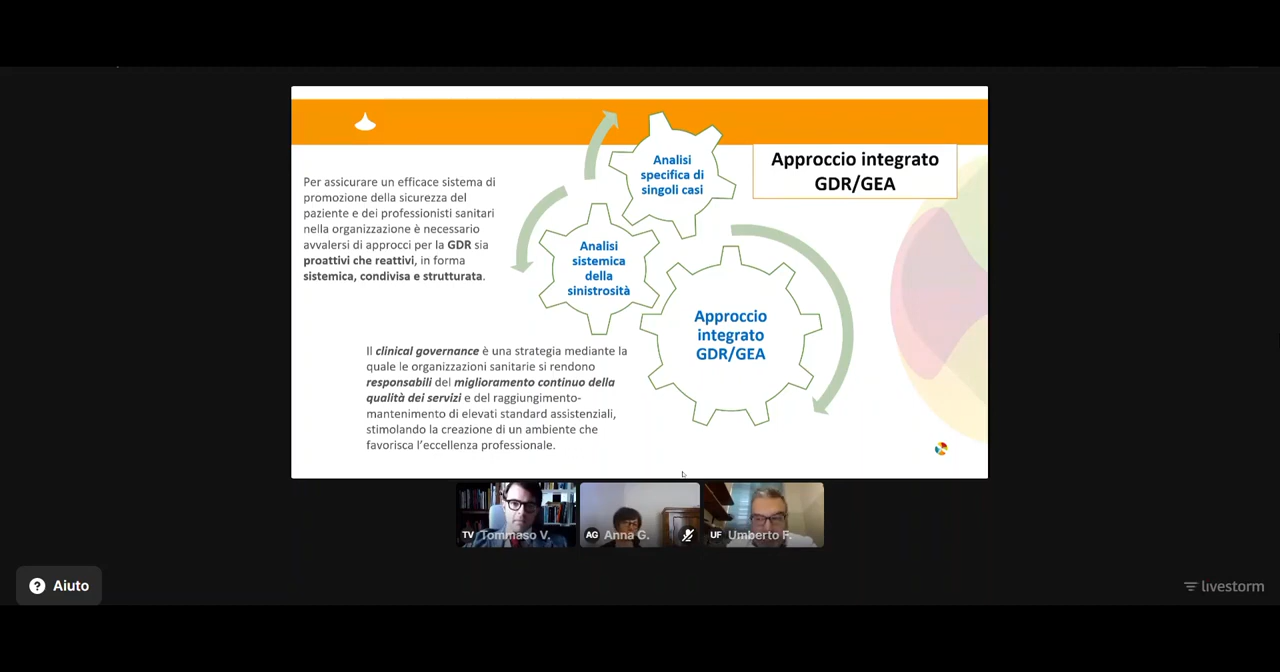 Approccio integrato
GDR/GEA
Analisi
specifica di
singoli casi
Per assicurare un efficace sistema di
promozione della sicurezza del
paziente e dei professionisti sanitari
nella organizzazione è necessario
avvalersi di approcci per la GDR sia
proattivi che reattivi, in forma
sistemica, condivisa e strutturata.
Analisi
sistemica
della
sinistrosità
Approccio
integrato
GDR/GEA
Il clinical governance è una strategia mediante la
quale le organizzazioni sanitarie si rendono
responsabili del miglioramento continuo della
qualità dei servizi e del raggiungimento-
mantenimento di elevati standard assistenziali,
stimolando la creazione di un ambiente che
favorisca l'eccellenza professionale.
TV Tommaso V.
AG Anna G.
UF Umberto F.
? Aiuto
livestorm